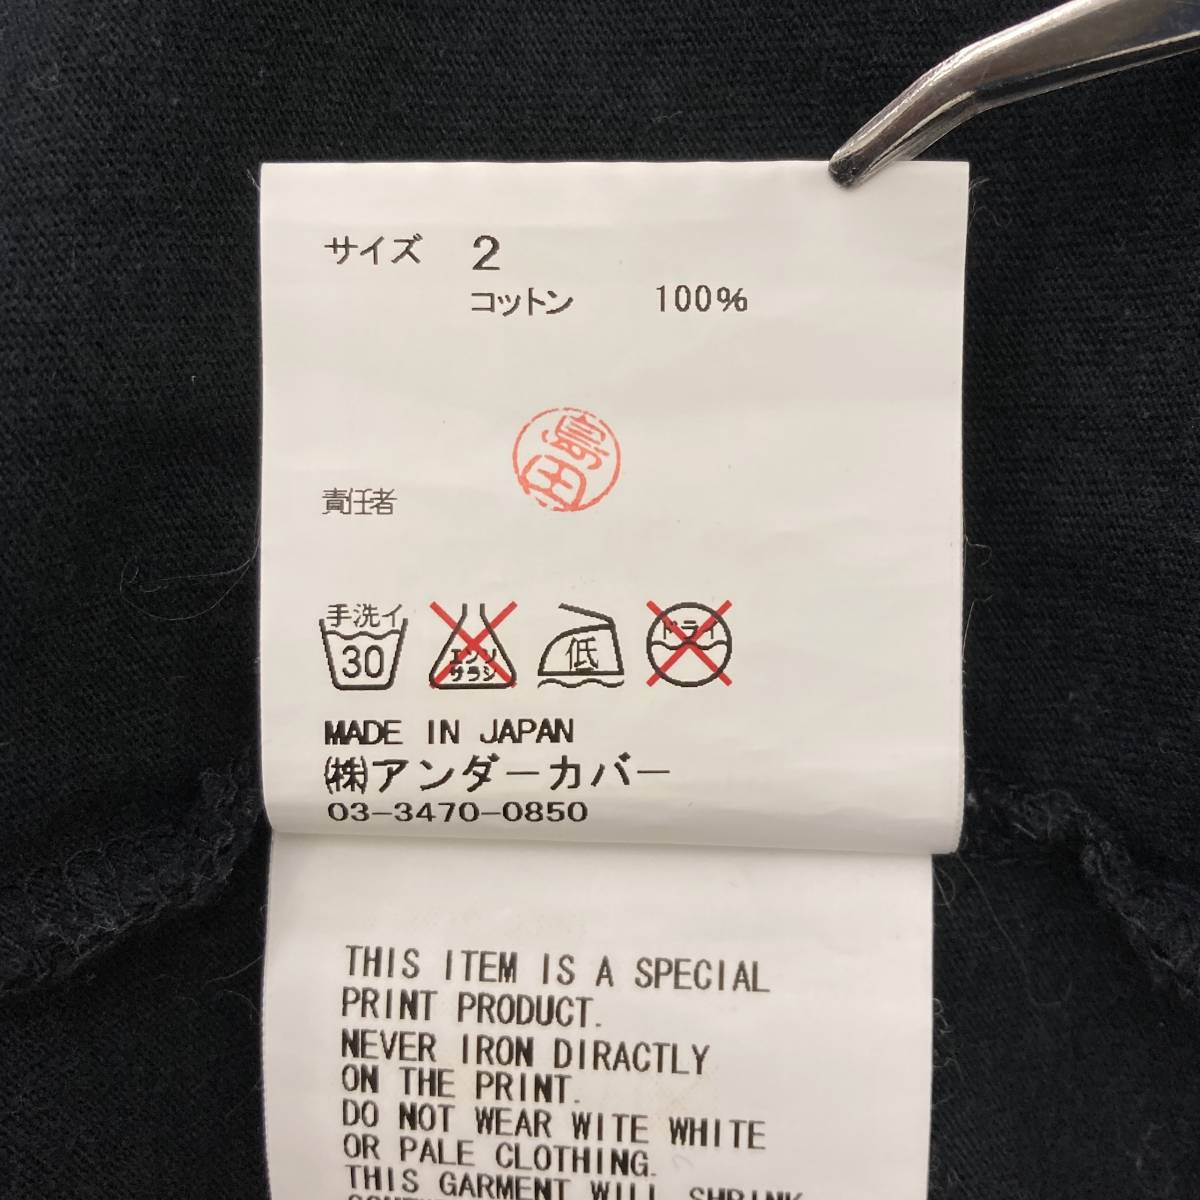 サイズ 2
コットン 100%
島田
責任者
手洗イ
30
エンソ
サラシ
低
ドライ
MADE IN JAPAN
㈱アンダーカバー
03-3470-0850
THIS ITEM IS A SPECIAL
PRINT PRODUCT.
NEVER IRON DIRACTLY
ON THE PRINT.
DO NOT WEAR WITE WHITE
OR PALE CLOTHING.
THIS GARMENT WILL SHRINK